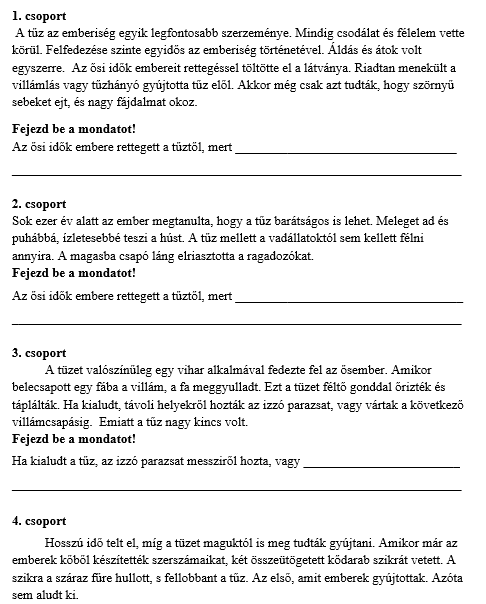 1. csoport
A tűz az emberiség egyik legfontosabb szerzeménye. Mindig csodálat és félelem vette
körül. Felfedezése szinte egyidős az emberiség történetével. Áldás és átok volt
egyszerre. Az ősi idők embereit rettegéssel töltötte el a látványa. Riadtan menekült a
villámlás vagy tűzhányó gyújtotta tűz elől. Akkor még csak azt tudták, hogy szörnyű
sebeket ejt, és nagy fájdalmat okoz.
Fejezd be a mondatot!
Az ősi idők embere rettegett a tűztől, mert ___________________________________
_______________________________________________________________________
2. csoport
Sok ezer év alatt az ember megtanulta, hogy a tűz barátságos is lehet. Meleget ad és
puhábbá, ízletesebbé teszi a húst. A tűz mellett a vadállatoktól sem kellett félni
annyira. A magasba csapó láng elriasztotta a ragadozókat.
Fejezd be a mondatot!
Az ősi idők embere rettegett a tűztől, mert ____________________________________
_______________________________________________________________________
3. csoport
A tüzet valószínűleg egy vihar alkalmával fedezte fel az ősember. Amikor
belecsapott egy fába a villám, a fa meggyulladt. Ezt a tüzet féltő gonddal őrizték és
táplálták. Ha kialudt, távoli helyekről hozták az izzó parazsat, vagy vártak a következő
villámcsapásig. Emiatt a tűz nagy kincs volt.
Fejezd be a mondatot!
Ha kialudt a tűz, az izzó parazsat messziről hozta, vagy _________________________
_______________________________________________________________________
4. csoport
Hosszú idő telt el, míg a tüzet maguktól is meg tudták gyújtani. Amikor már az
emberek kőből készítették szerszámaikat, két összeütögetett kődarab szikrát vetett. A
szikra a száraz fűre hullott, s fellobbant a tűz. Az első, amit emberek gyújtottak. Azóta
sem aludt ki.